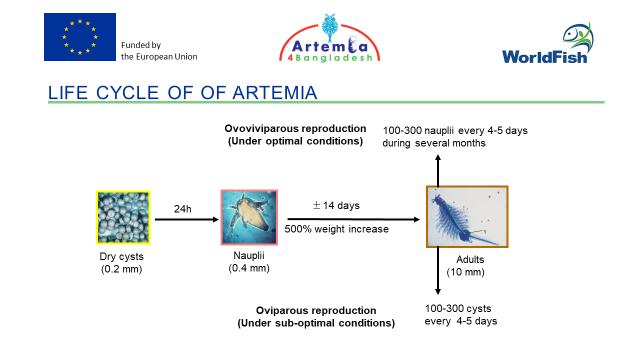 Funded by
the European Union
Artemia
4Bangladesh
WorldFish
LIFE CYCLE OF OF ARTEMIA
Ovoviviparous reproduction
(Under optimal conditions)
100-300 nauplii every 4-5 days
during several months
24h
± 14 days
500% weight increase
Dry cysts
(0.2 mm)
Nauplii
(0.4 mm)
Adults
(10 mm)
Oviparous reproduction
(Under sub-optimal conditions)
100-300 cysts
every 4-5 days